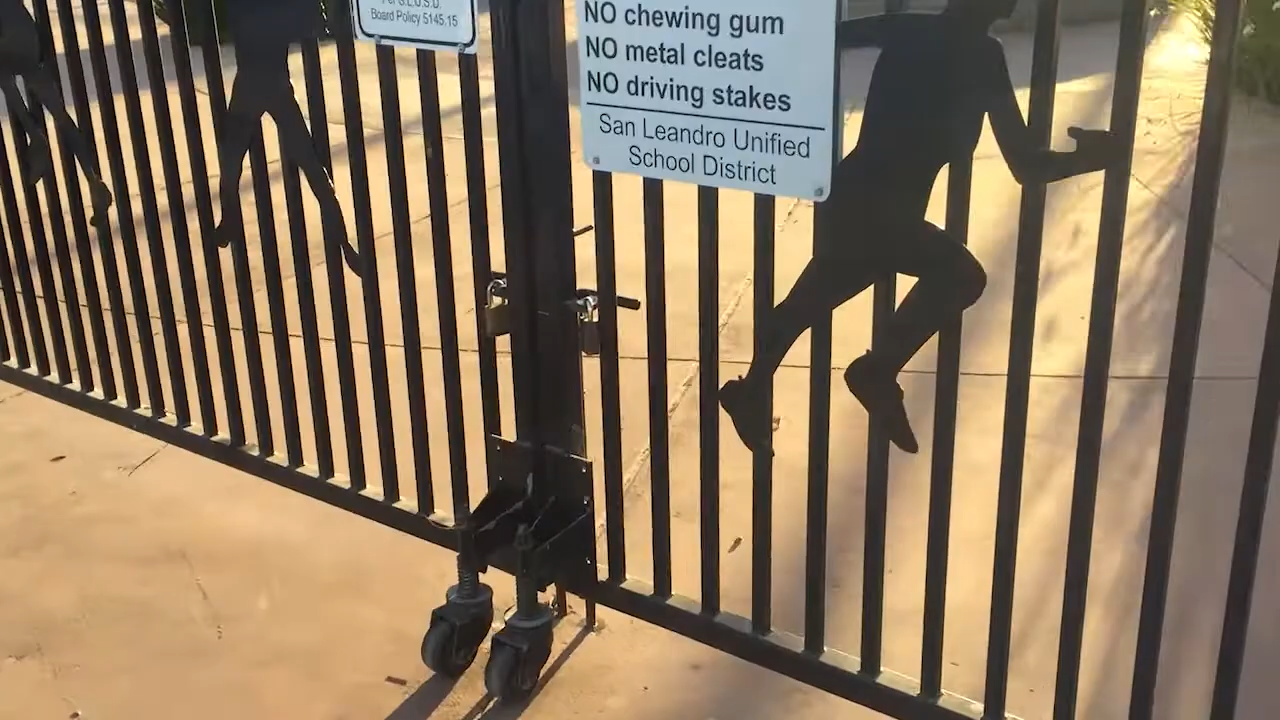 Board Policy 5145.15
NO chewing gum
NO metal cleats
NO driving stakes
San Leandro Unified
School District